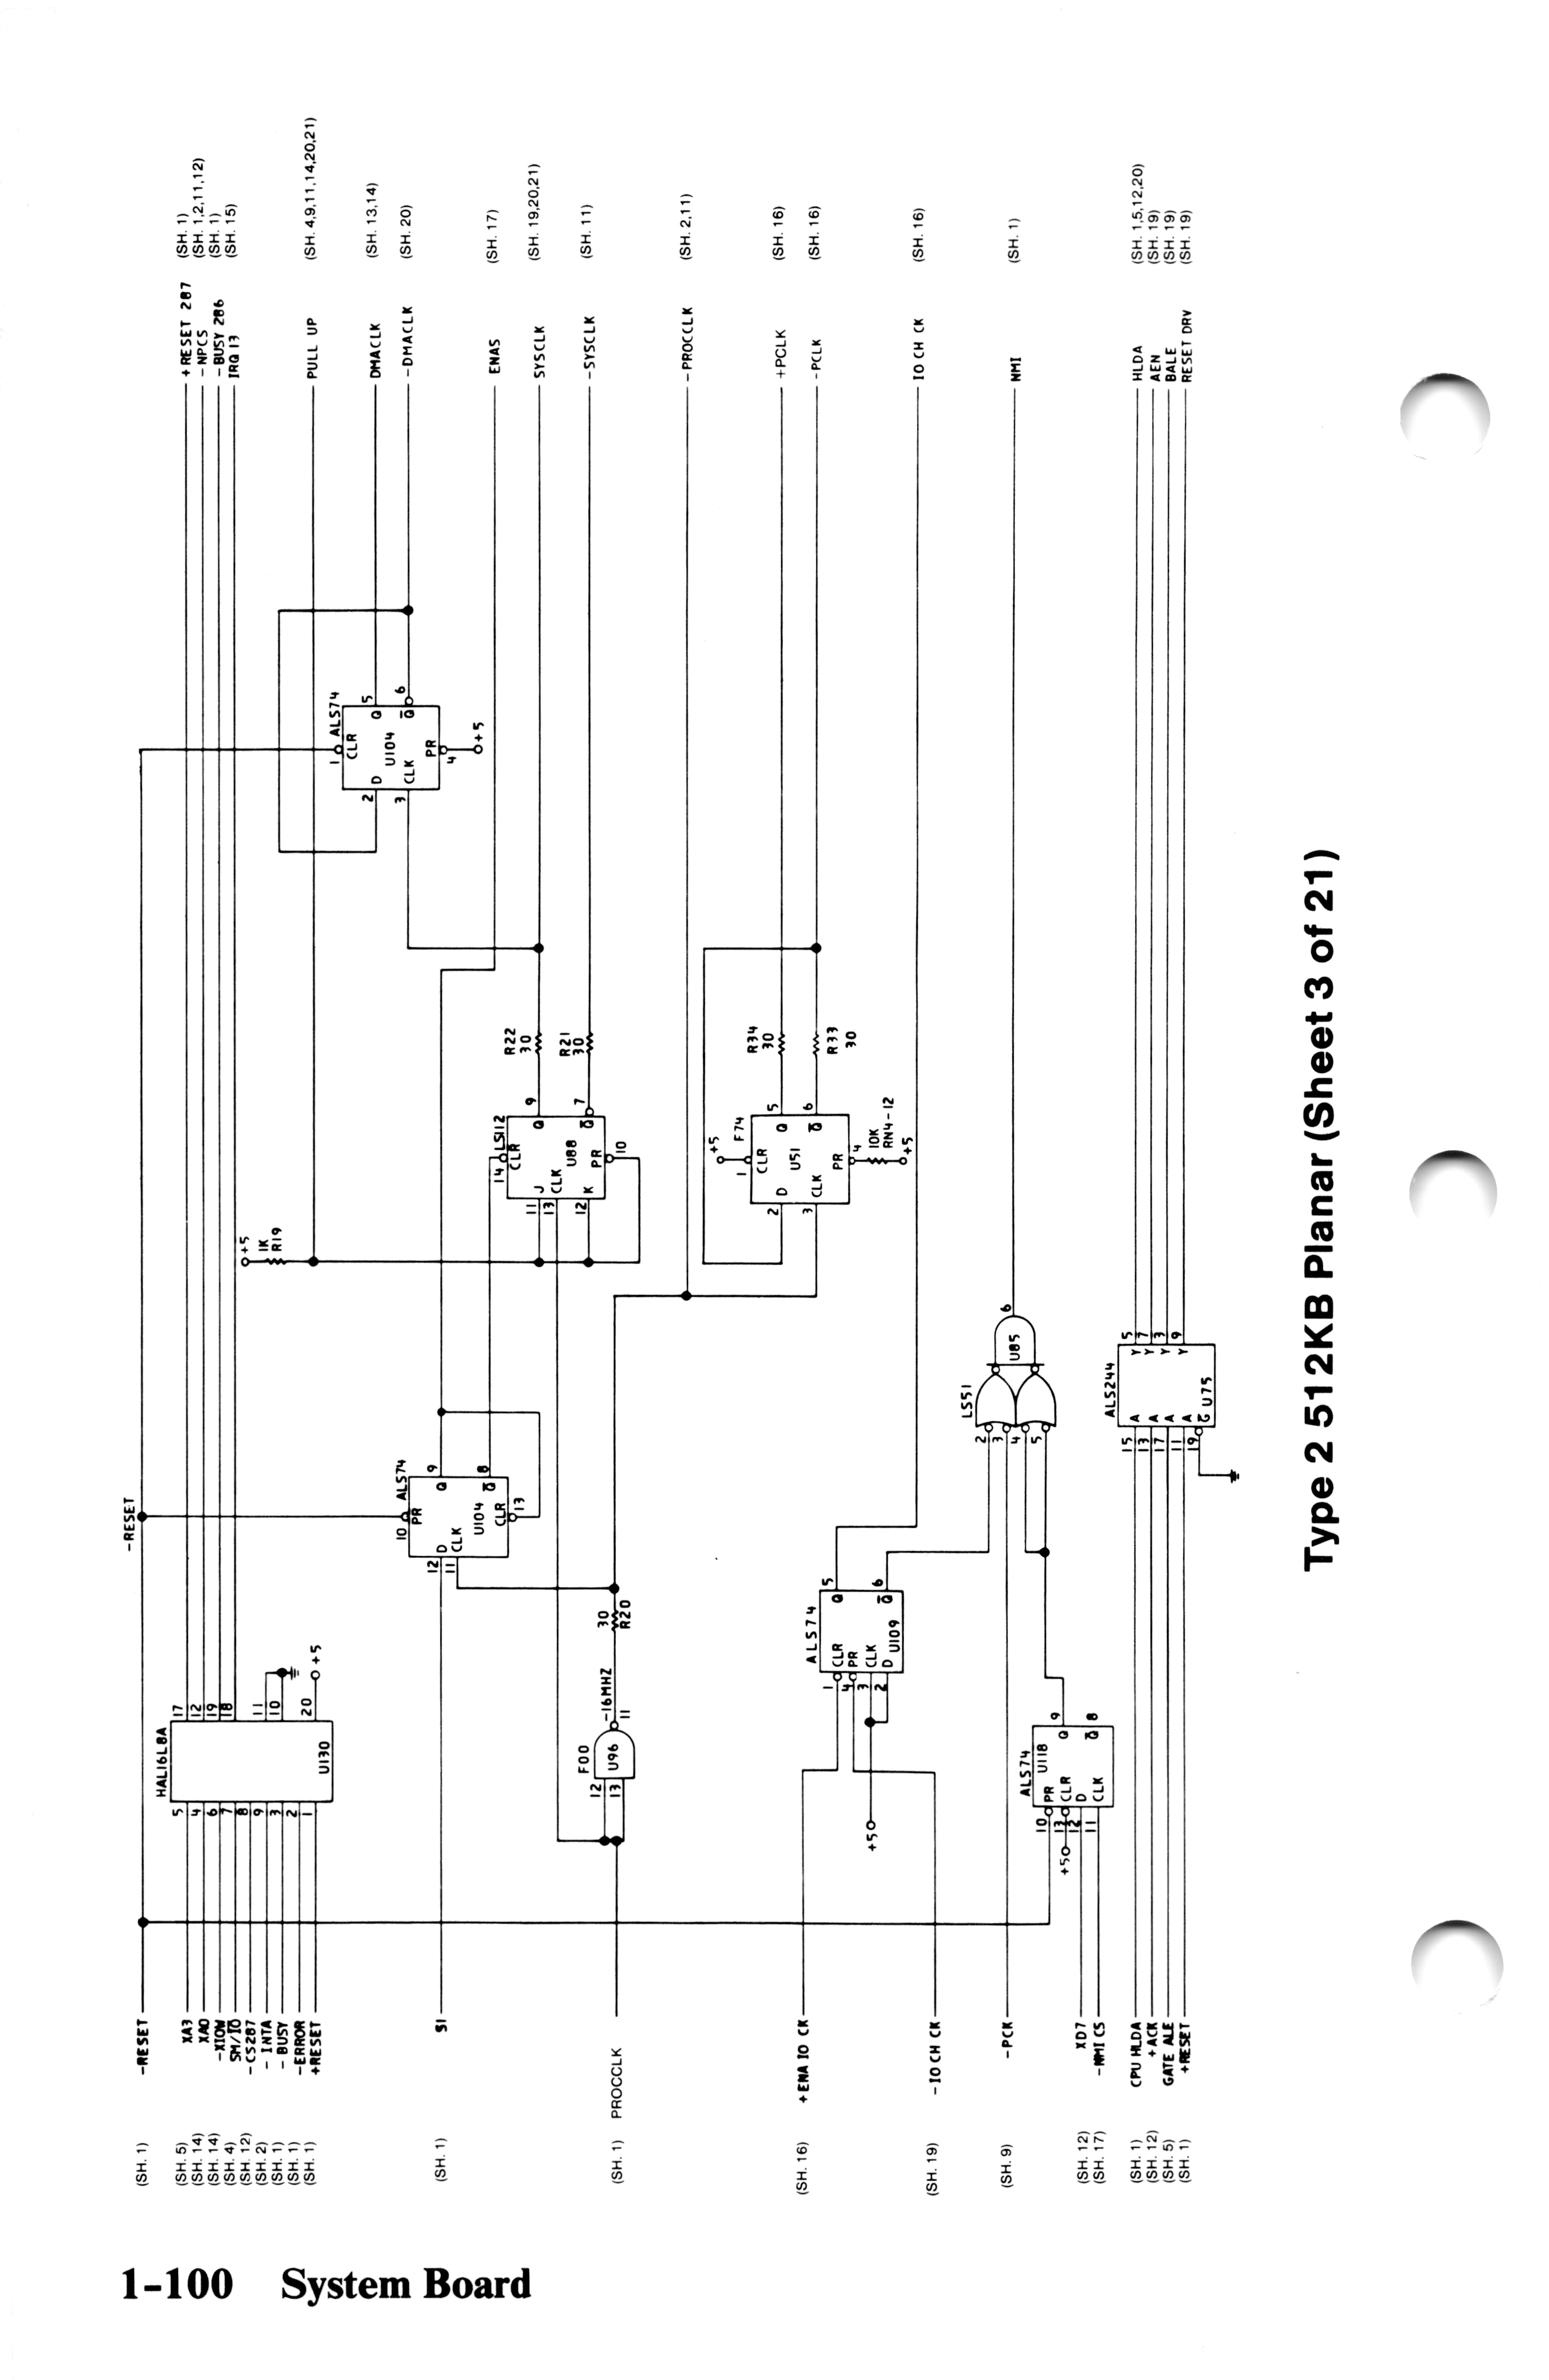 -RESET
(SH. 1)
-RESET
XA3 (SH. 5)
XA0 (SH. 14)
-XIOW (SH. 14)
SM/IO (SH. 4)
-CS287 (SH. 12)
- INTA (SH. 2)
- BUSY (SH. 1)
-ERROR (SH. 1)
+RESET (SH. 1)
HAL16L8A
U130
5
4
6
7
8
9
3
2
1
17
12
19
18
11
10
20
+5
+RESET 287 (SH. 1)
-NPCS (SH. 1,2,11,12)
-BUSY 286 (SH. 1)
IRQ 13 (SH. 15)
+5
1K
R19
PULL UP (SH. 4,9,11,14,20,21)
ALS74
1
CLR
2 D
Q 5
U104
3 CLK
Q 6
PR
4
+5
DMACLK (SH. 13,14)
-DMACLK (SH. 20)
S1 (SH. 1)
ALS74
10
PR
12 D
Q 9
11 CLK
U104
Q 8
CLR
13
ENAS (SH. 17)
LS112
14
CLR
11 J
Q 9
13 CLK
U88
12 K
Q 7
PR
10
R22
30
R21
30
SYSCLK (SH. 19,20,21)
-SYSCLK (SH. 11)
(SH. 1) PROCCLK
F00
12
13
U96
-16MHZ
11
30
R20
-PROCCLK (SH. 2,11)
+5
F74
1
CLR
2 D
Q 5
U51
3 CLK
Q 6
PR
4
10K
RN4-12
+5
R34
30
R33
30
+PCLK (SH. 16)
-PCLK (SH. 16)
+ENA IO CK (SH. 16)
-IO CH CK (SH. 19)
ALS74
1 CLR
4 PR
3 CLK
2 D
U109
Q 5
Q 6
+5
IO CH CK (SH. 16)
-PCK (SH. 9)
LS51
2
3
4
5
U85
6
NMI (SH. 1)
XD7 (SH. 12)
-NMI CS (SH. 17)
ALS74
U118
10 PR
13 CLR
12 D
11 CLK
Q 9
Q 8
+5
CPU HLDA (SH. 1)
+ACK (SH. 12)
GATE ALE (SH. 5)
+RESET (SH. 1)
ALS244
15 A Y 5
13 A Y 7
17 A Y 3
11 A Y 9
19 G
U75
HLDA (SH. 1,5,12,20)
AEN (SH. 19)
BALE (SH. 19)
RESET DRV (SH. 19)
Type 2 512KB Planar (Sheet 3 of 21)
1-100 System Board